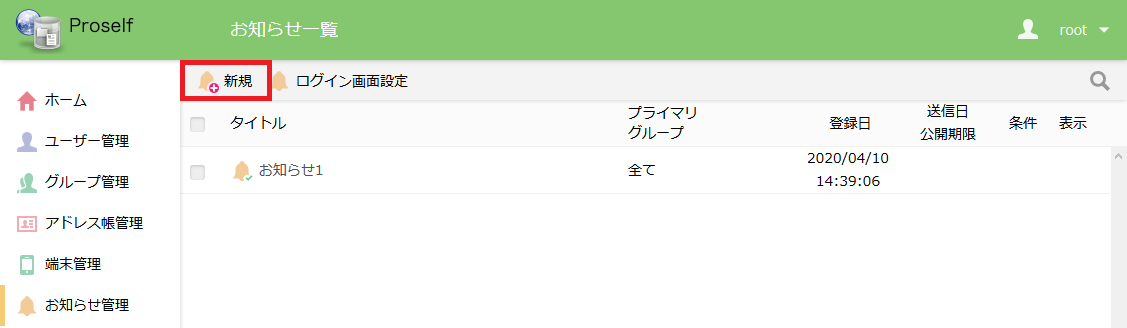 Proself
お知らせ一覧
root
新規
ログイン画面設定
ホーム
ユーザー管理
グループ管理
アドレス帳管理
端末管理
お知らせ管理
タイトル
プライマリ
グループ
登録日
送信日
公開期限
条件
表示
お知らせ1
全て
2020/04/10
14:39:06